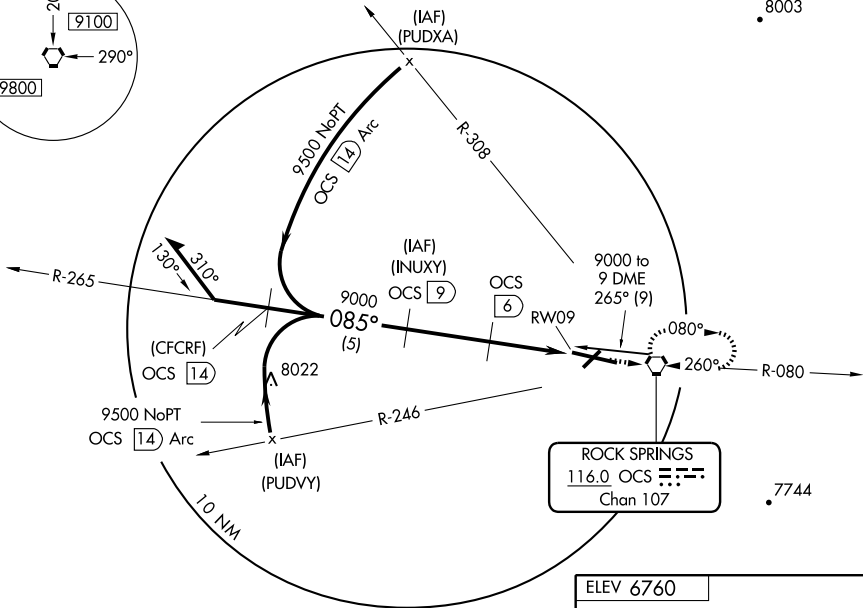 20
9100
290°
9800
8003
(IAF)
(PUDXA)
9500 NoPT
OCS 14 Arc
R-308
R-265
130°
310°
(IAF)
(INUXY)
OCS 9
OCS
6
RW09
9000 to
9 DME
265° (9)
9000
085°
(5)
080°
260°
R-080
(CFCRF)
OCS 14
8022
9500 NoPT
OCS 14 Arc
R-246
(IAF)
(PUDVY)
ROCK SPRINGS
116.0 OCS
Chan 107
7744
10 NM
ELEV 6760